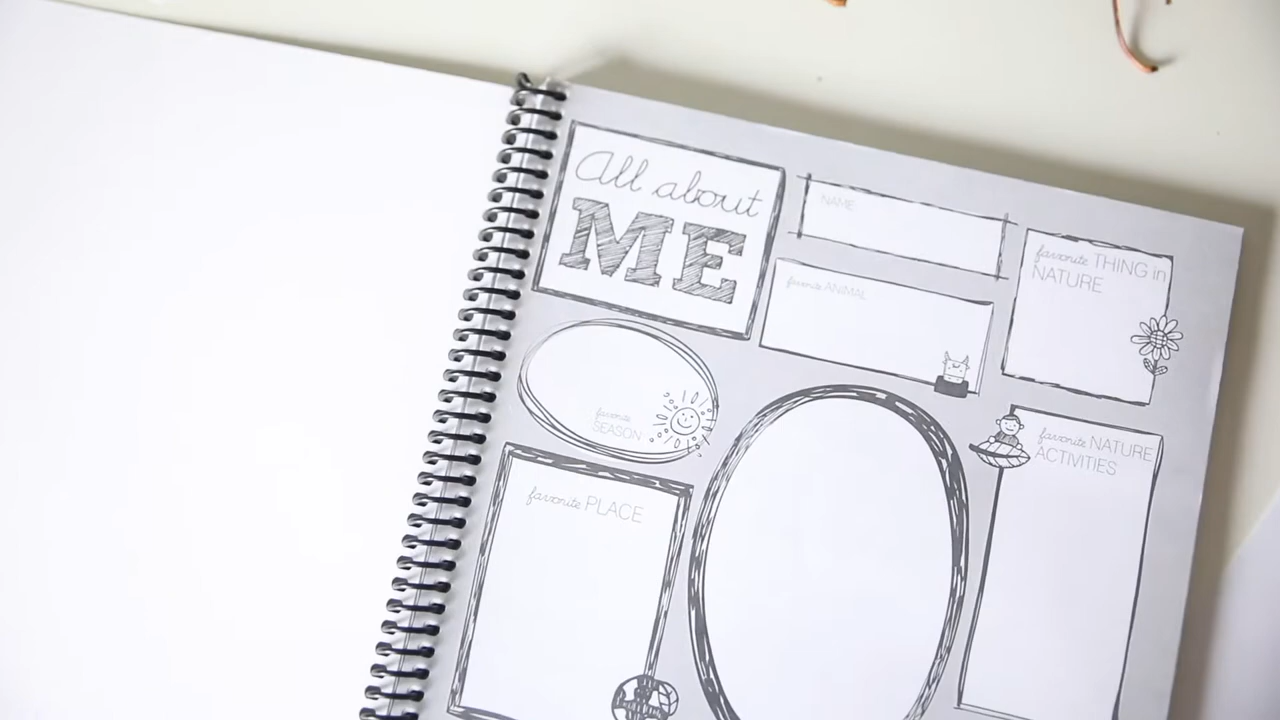 All about
ME
NAME
favorite ANIMAL
favorite THING in
NATURE
favorite
SEASON
favorite PLACE
favorite NATURE
ACTIVITIES